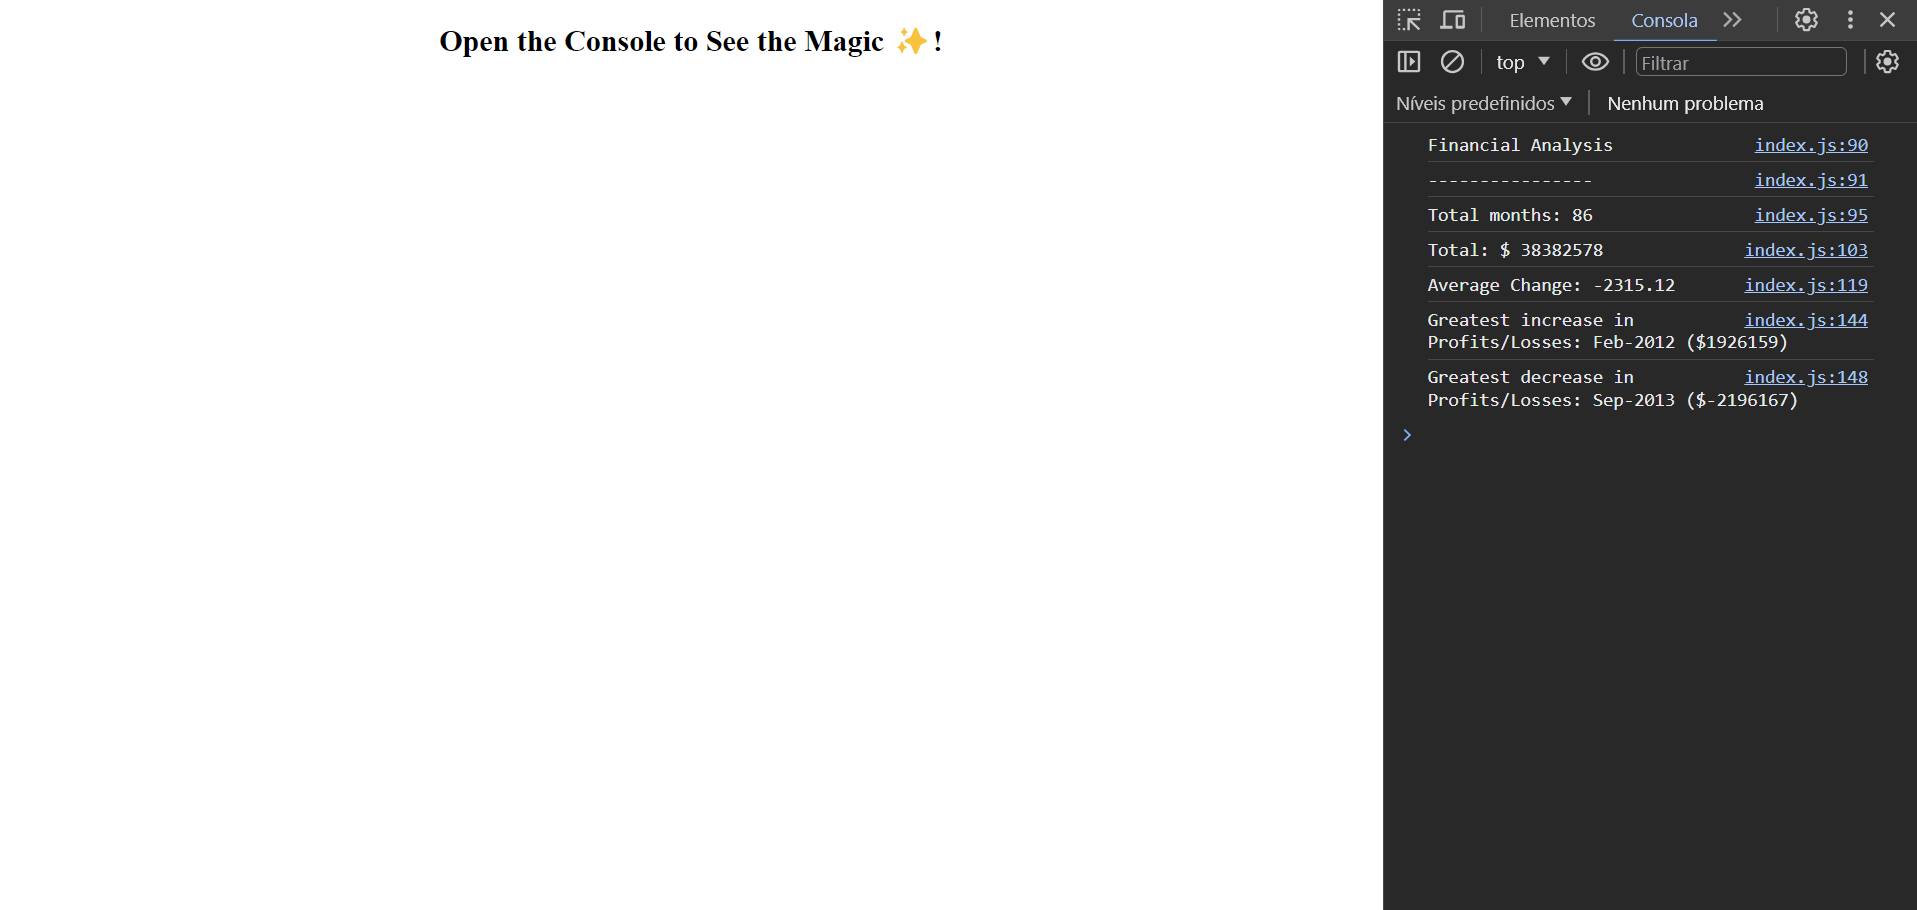 Open the Console to See the Magic ✨!
Elementos
Consola
top
Filtrar
Níveis predefinidos
Nenhum problema
Financial Analysis index.js:90
---------------- index.js:91
Total months: 86 index.js:95
Total: $ 38382578 index.js:103
Average Change: -2315.12 index.js:119
Greatest increase in index.js:144
Profits/Losses: Feb-2012 ($1926159)
Greatest decrease in index.js:148
Profits/Losses: Sep-2013 ($-2196167)